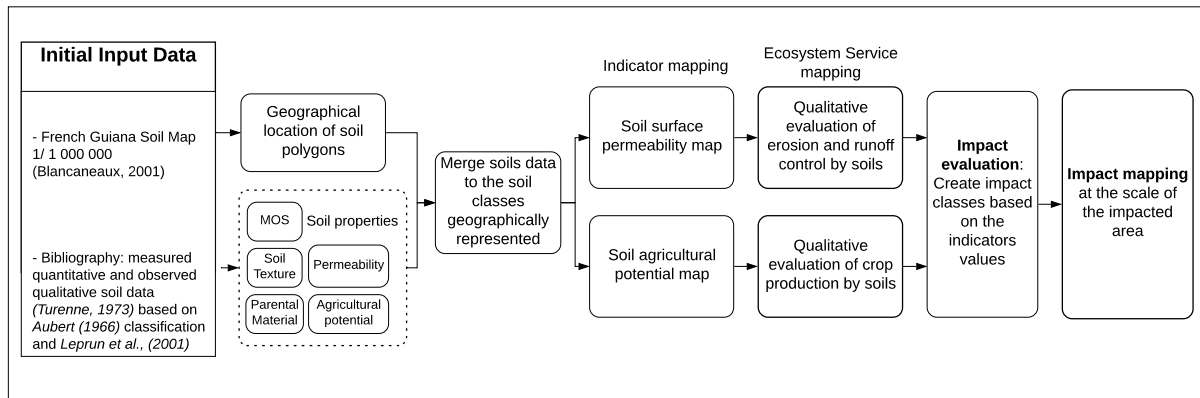 Initial Input Data
- French Guiana Soil Map
1/ 1 000 000
(Blancaneaux, 2001)
- Bibliography: measured
quantitative and observed
qualitative soil data
(Turenne, 1973) based on
Aubert (1966) classification
and Leprun et al., (2001)
Geographical
location of soil
polygons
MOS
Soil properties
Soil
Texture
Permeability
Parental
Material
Agricultural
potential
Merge soils data
to the soil
classes
geographically
represented
Indicator mapping
Soil surface
permeability map
Soil agricultural
potential map
Ecosystem Service
mapping
Qualitative
evaluation of
erosion and runoff
control by soils
Qualitative
evaluation of crop
production by soils
Impact
evaluation:
Create impact
classes based
on the
indicators
values
Impact mapping
at the scale of
the impacted
area